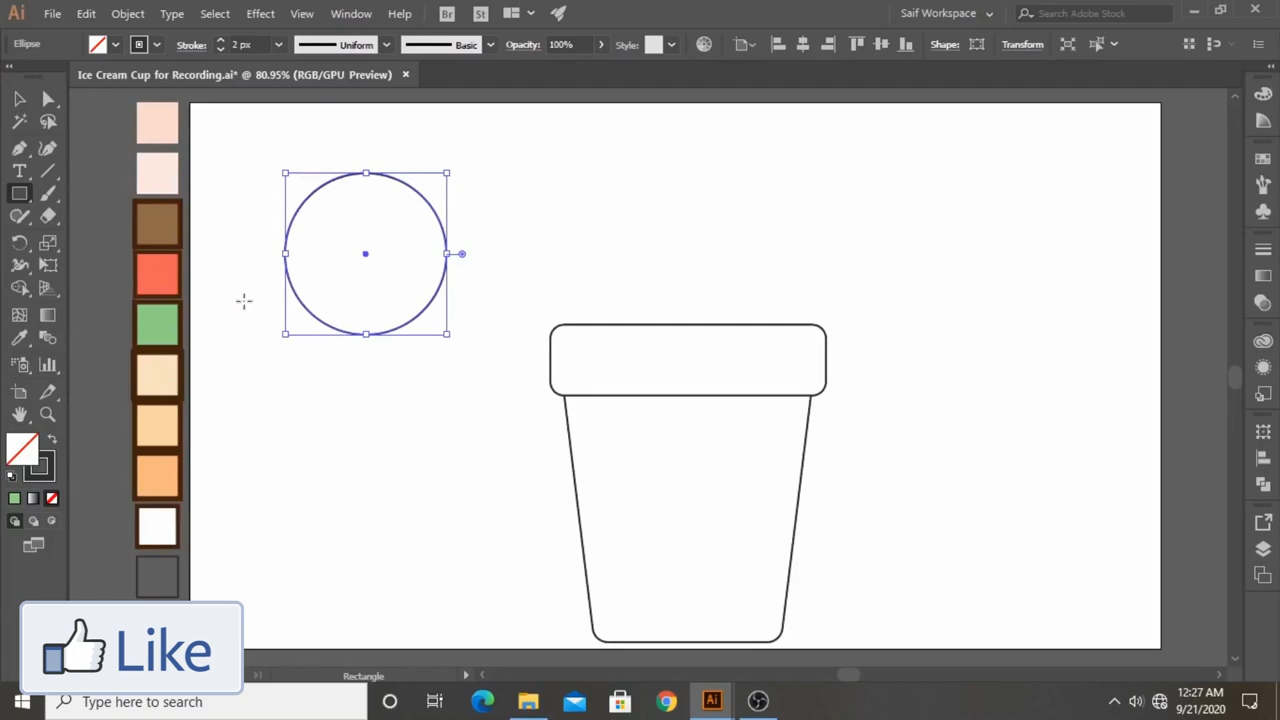 Ai File Edit Object Type Select Effect View Window Help Br St Saif Workspace Search Adobe Stock
Ellipse Stroke: 2 px Uniform Basic Opacity: 100% Style: Shape: Transform
Ice Cream Cup for Recording.ai* @ 80.95% (RGB/GPU Preview) ×
T
Like
Rectangle
Type here to search
Ai
12:27 AM
9/21/2020